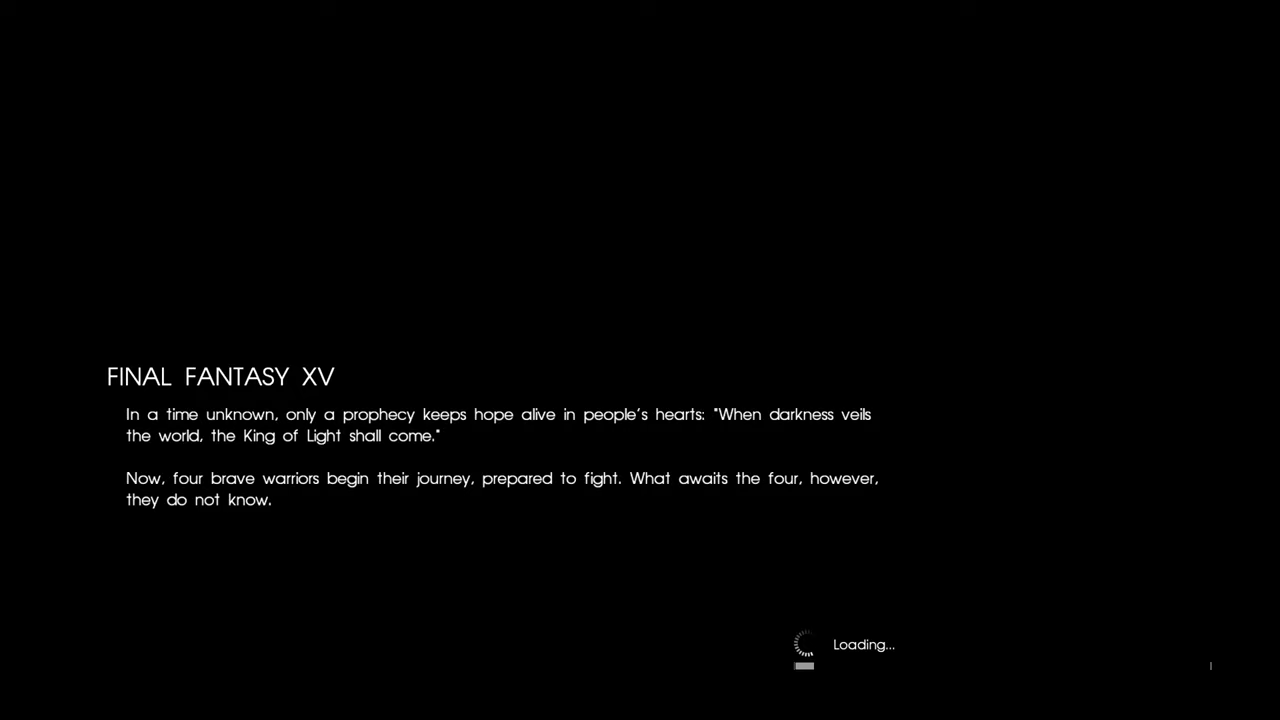 FINAL FANTASY XV
In a time unknown, only a prophecy keeps hope alive in people's hearts: "When darkness veils
the world, the King of Light shall come."
Now, four brave warriors begin their journey, prepared to fight. What awaits the four, however,
they do not know.
Loading...